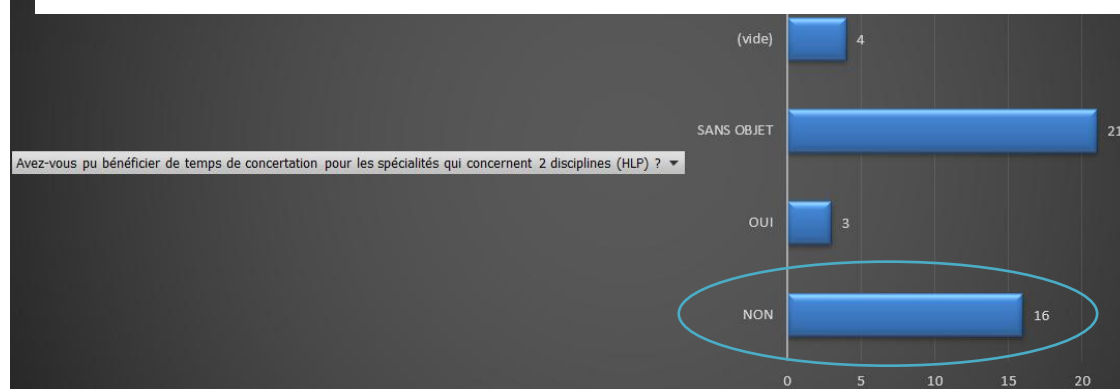 (vide) 4
SANS OBJET 21
Avez-vous pu bénéficier de temps de concertation pour les spécialités qui concernent 2 disciplines (HLP) ?
OUI 3
NON 16
0 5 10 15 20